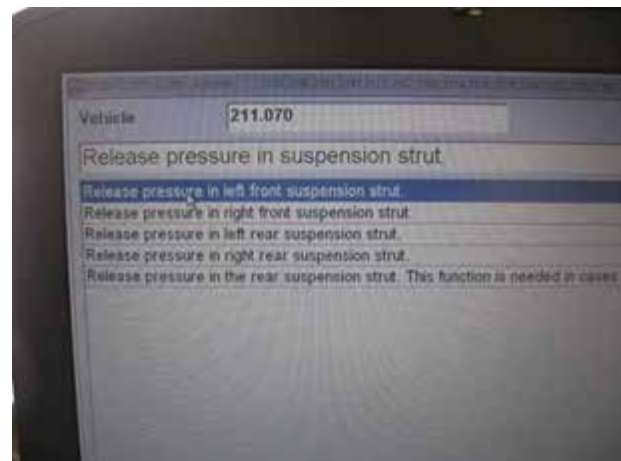 Vehicle 211.070
Release pressure in suspension strut
Release pressure in left front suspension strut.
Release pressure in right front suspension strut
Release pressure in left rear suspension strut.
Release pressure in right rear suspension strut.
Release pressure in the rear suspension strut. This function is needed in cases